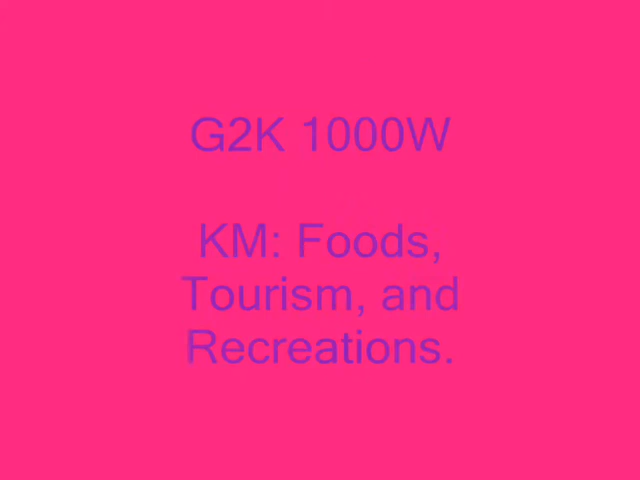 G2K 1000W
KM: Foods,
Tourism, and
Recreations.